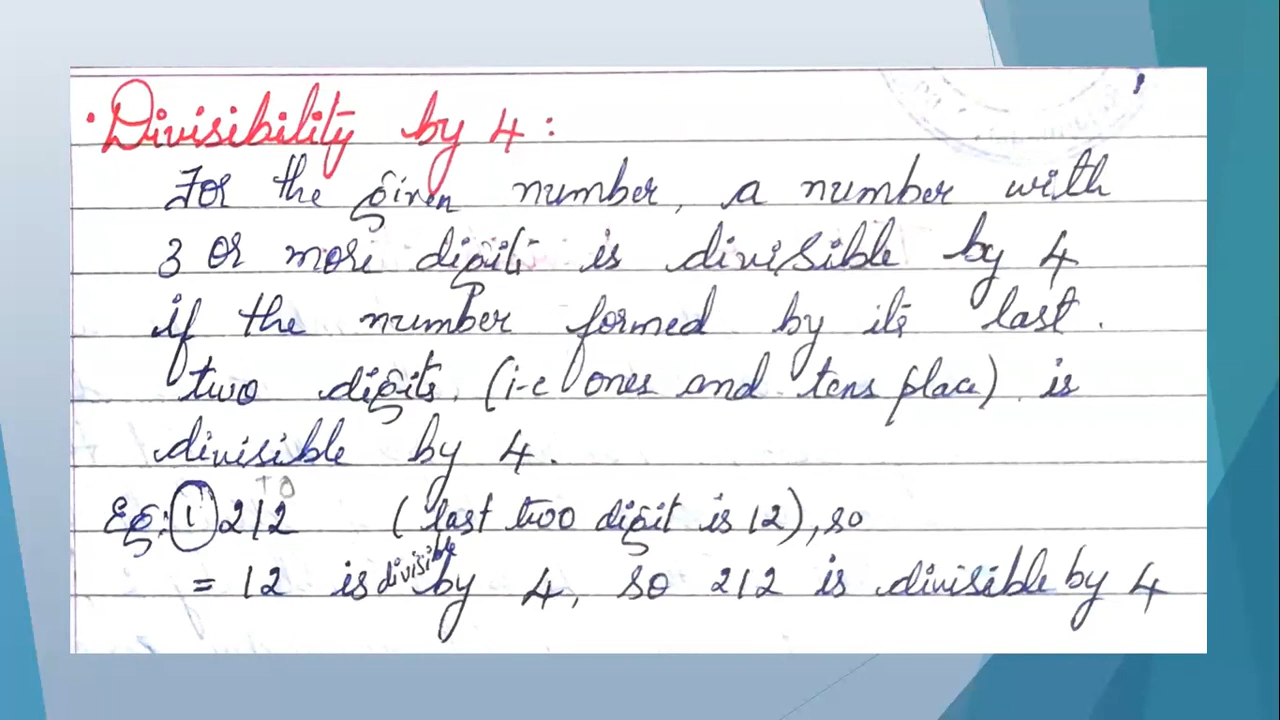 • Divisibility by 4:
For the given number, a number with
3 or more digits is divisible by 4
if the number formed by its last.
two digits. (i-e ones and tens place) is
divisible by 4.
T O
Eg: ① 212 (last two digit is 12), so
= 12 is divisible by 4, so 212 is divisible by 4